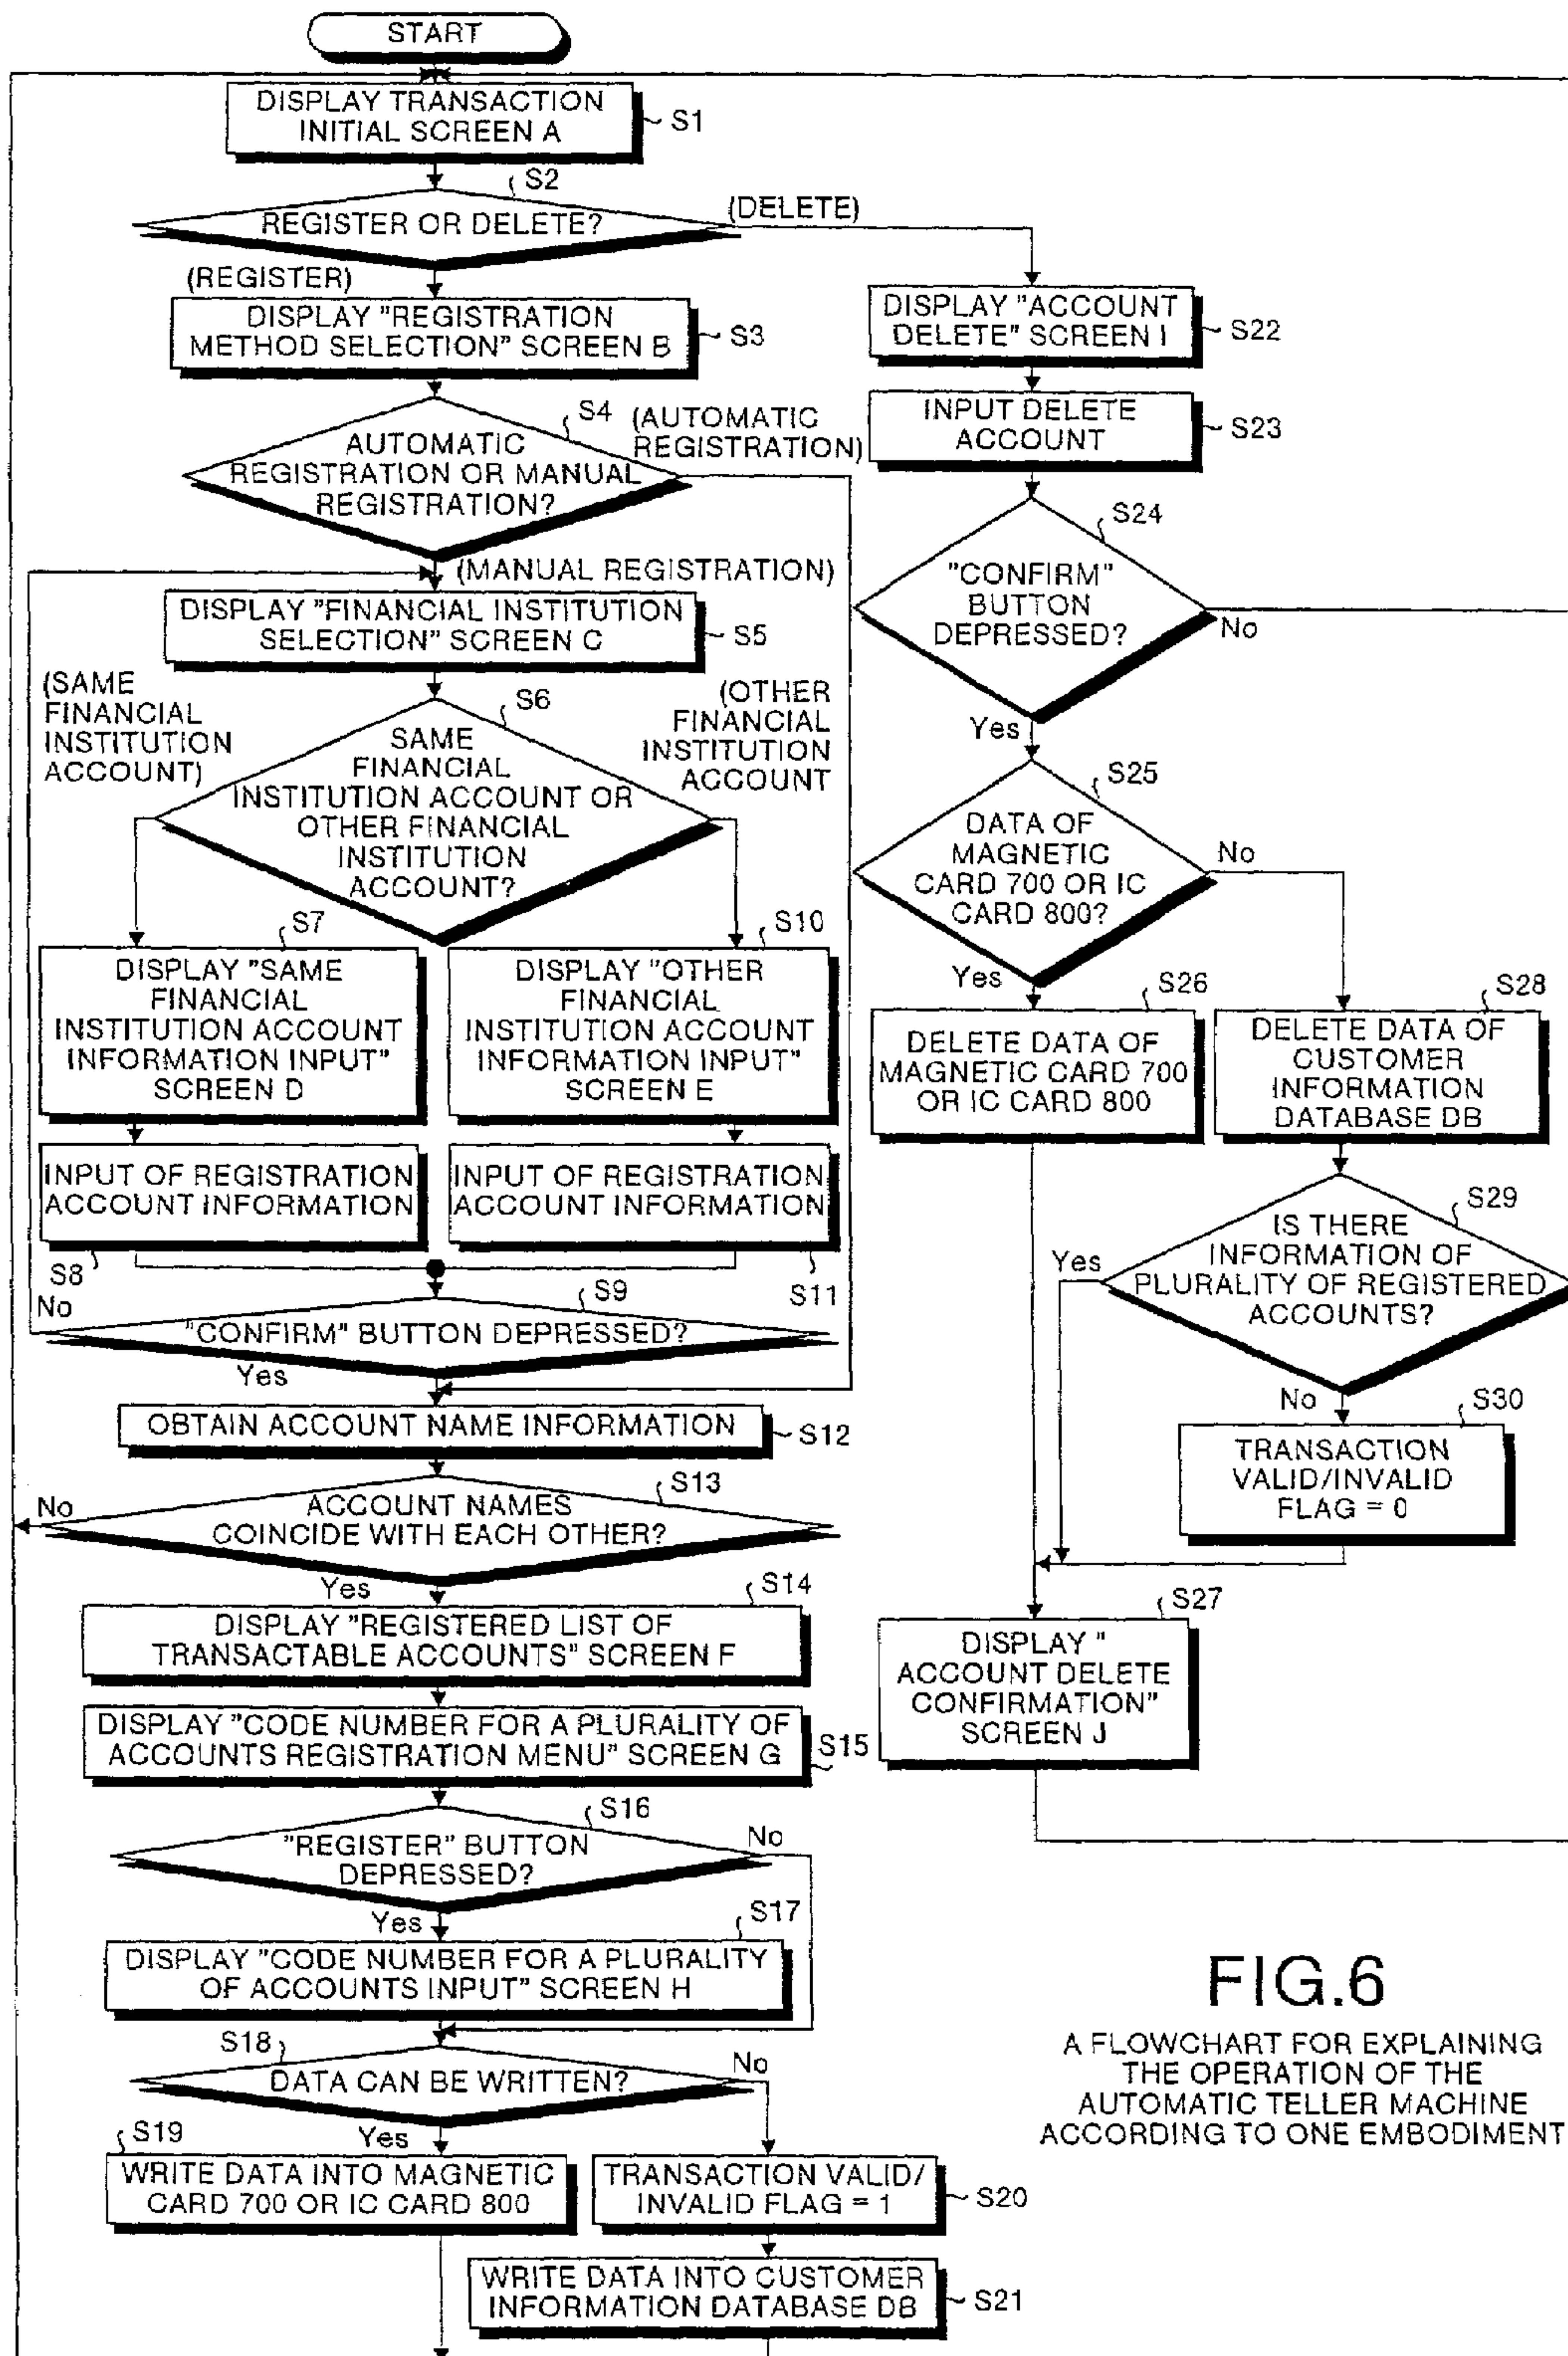 START
DISPLAY TRANSACTION
INITIAL SCREEN A
S1
S2
REGISTER OR DELETE?
(DELETE)
(REGISTER)
DISPLAY "REGISTRATION
METHOD SELECTION" SCREEN B
S3
S4
(AUTOMATIC
REGISTRATION)
AUTOMATIC
REGISTRATION OR MANUAL
REGISTRATION?
(MANUAL REGISTRATION)
DISPLAY "FINANCIAL INSTITUTION
SELECTION" SCREEN C
S5
(SAME
FINANCIAL
INSTITUTION
ACCOUNT)
S6
(OTHER
FINANCIAL
INSTITUTION
ACCOUNT
SAME
FINANCIAL
INSTITUTION ACCOUNT OR
OTHER FINANCIAL
INSTITUTION
ACCOUNT?
S7
DISPLAY "SAME
FINANCIAL
INSTITUTION ACCOUNT
INFORMATION INPUT"
SCREEN D
S10
DISPLAY "OTHER
FINANCIAL
INSTITUTION ACCOUNT
INFORMATION INPUT"
SCREEN E
INPUT OF REGISTRATION
ACCOUNT INFORMATION
S8
INPUT OF REGISTRATION
ACCOUNT INFORMATION
S11
S9
No
"CONFIRM" BUTTON DEPRESSED?
Yes
OBTAIN ACCOUNT NAME INFORMATION
S12
S13
No
ACCOUNT NAMES
COINCIDE WITH EACH OTHER?
Yes
S14
DISPLAY "REGISTERED LIST OF
TRANSACTABLE ACCOUNTS" SCREEN F
DISPLAY "CODE NUMBER FOR A PLURALITY OF
ACCOUNTS REGISTRATION MENU" SCREEN G
S15
S16
"REGISTER" BUTTON
DEPRESSED?
No
Yes
S17
DISPLAY "CODE NUMBER FOR A PLURALITY
OF ACCOUNTS INPUT" SCREEN H
S18
DATA CAN BE WRITTEN?
No
Yes
S19
WRITE DATA INTO MAGNETIC
CARD 700 OR IC CARD 800
TRANSACTION VALID/
INVALID FLAG = 1
S20
WRITE DATA INTO CUSTOMER
INFORMATION DATABASE DB
S21
DISPLAY "ACCOUNT
DELETE" SCREEN I
S22
INPUT DELETE
ACCOUNT
S23
S24
"CONFIRM"
BUTTON
DEPRESSED?
No
Yes
S25
DATA OF
MAGNETIC
CARD 700 OR IC
CARD 800?
No
Yes
S26
DELETE DATA OF
MAGNETIC CARD 700
OR IC CARD 800
S28
DELETE DATA OF
CUSTOMER
INFORMATION
DATABASE DB
S29
IS THERE
INFORMATION OF
PLURALITY OF REGISTERED
ACCOUNTS?
Yes
No
S30
TRANSACTION
VALID/INVALID
FLAG = 0
S27
DISPLAY "
ACCOUNT DELETE
CONFIRMATION"
SCREEN J
FIG.6
A FLOWCHART FOR EXPLAINING
THE OPERATION OF THE
AUTOMATIC TELLER MACHINE
ACCORDING TO ONE EMBODIMENT